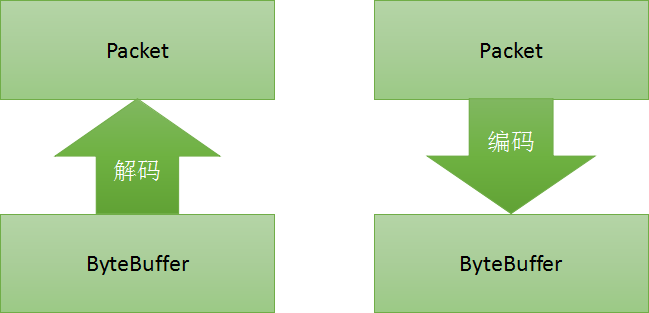 Packet
Packet
解码
编码
ByteBuffer
ByteBuffer